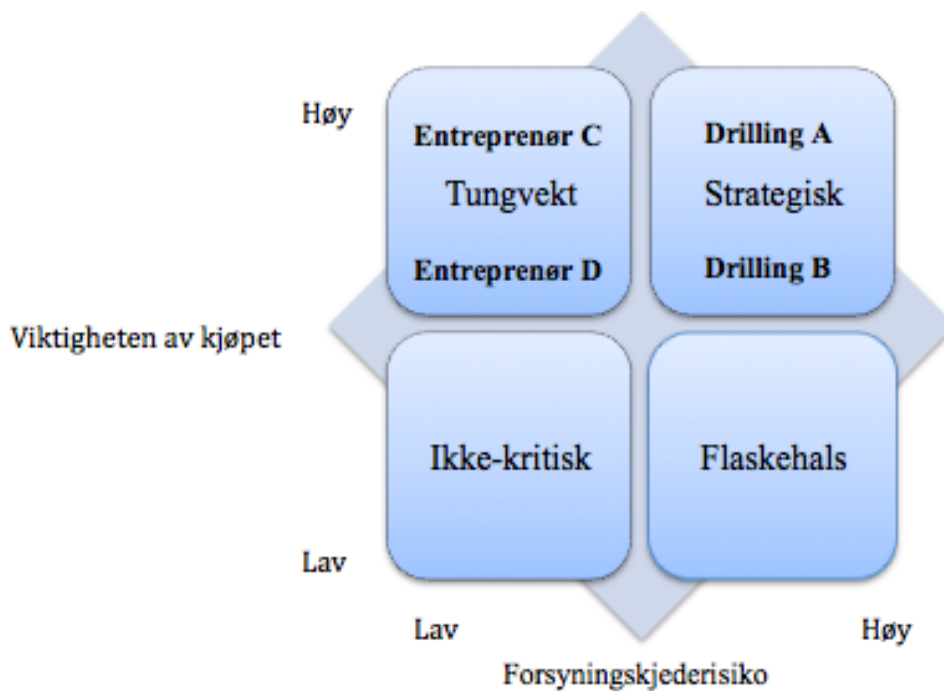 Høy
Entreprenør C
Tungvekt
Entreprenør D
Drilling A
Strategisk
Drilling B
Viktigheten av kjøpet
Ikke-kritisk
Flaskehals
Lav
Lav
Høy
Forsyningskjederisiko